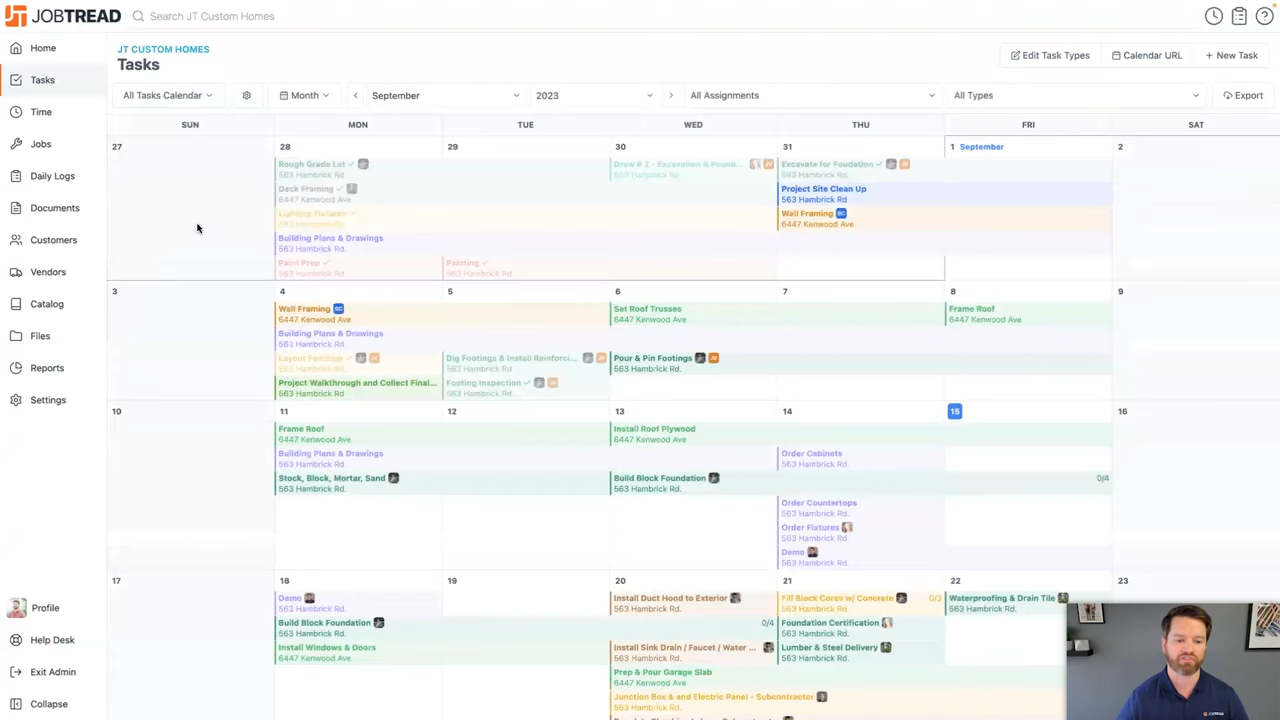 JOBTREAD
Search JT Custom Homes
Home
Tasks
Time
Jobs
Daily Logs
Documents
Customers
Vendors
Catalog
Files
Reports
Settings
Profile
Help Desk
Exit Admin
Collapse
JT CUSTOM HOMES
Tasks
Edit Task Types
Calendar URL
+ New Task
All Tasks Calendar
Month
September
2023
All Assignments
All Types
Export
SUN MON TUE WED THU FRI SAT
27 28 29 30 31 1 September 2
Rough Grade Lot
563 Hambrick Rd.
Deck Framing
6447 Kenwood Ave
Lighting Fixtures
563 Hambrick Rd.
Building Plans & Drawings
563 Hambrick Rd.
Paint Prep
563 Hambrick Rd.
Painting
563 Hambrick Rd.
Draw # 2 - Excavation & Found...
563 Hambrick Rd.
Excavate for Foudation
563 Hambrick Rd.
Project Site Clean Up
563 Hambrick Rd
Wall Framing SC
6447 Kenwood Ave
3 4 5 6 7 8 9
Wall Framing SC
6447 Kenwood Ave
Building Plans & Drawings
563 Hambrick Rd.
Layout Footings
563 Hambrick Rd.
Project Walkthrough and Collect Final...
563 Hambrick Rd
Dig Footings & Install Reinforci...
563 Hambrick Rd.
Footing Inspection
563 Hambrick Rd.
Set Roof Trusses
6447 Kenwood Ave
Pour & Pin Footings
563 Hambrick Rd.
Frame Roof
6447 Kenwood Ave
10 11 12 13 14 15 16
Frame Roof
6447 Kenwood Ave
Building Plans & Drawings
563 Hambrick Rd.
Stock, Block, Mortar, Sand
563 Hambrick Rd.
Install Roof Plywood
6447 Kenwood Ave
Build Block Foundation 0/4
563 Hambrick Rd.
Order Cabinets
563 Hambrick Rd.
Order Countertops
563 Hambrick Rd.
Order Fixtures
563 Hambrick Rd.
Demo
563 Hambrick Rd.
17 18 19 20 21 22 23
Demo
563 Hambrick Rd.
Build Block Foundation 0/4
563 Hambrick Rd.
Install Windows & Doors
6447 Kenwood Ave
Install Duct Hood to Exterior
563 Hambrick Rd.
Install Sink Drain / Faucet / Water ...
563 Hambrick Rd.
Prep & Pour Garage Slab
6447 Kenwood Ave
Junction Box & and Electric Panel - Subcontractor
563 Hambrick Rd.
Fill Block Cores w/ Concrete 0/3
563 Hambrick Rd.
Foundation Certification
563 Hambrick Rd.
Lumber & Steel Delivery
563 Hambrick Rd.
Waterproofing & Drain Tile
563 Hambrick Rd.